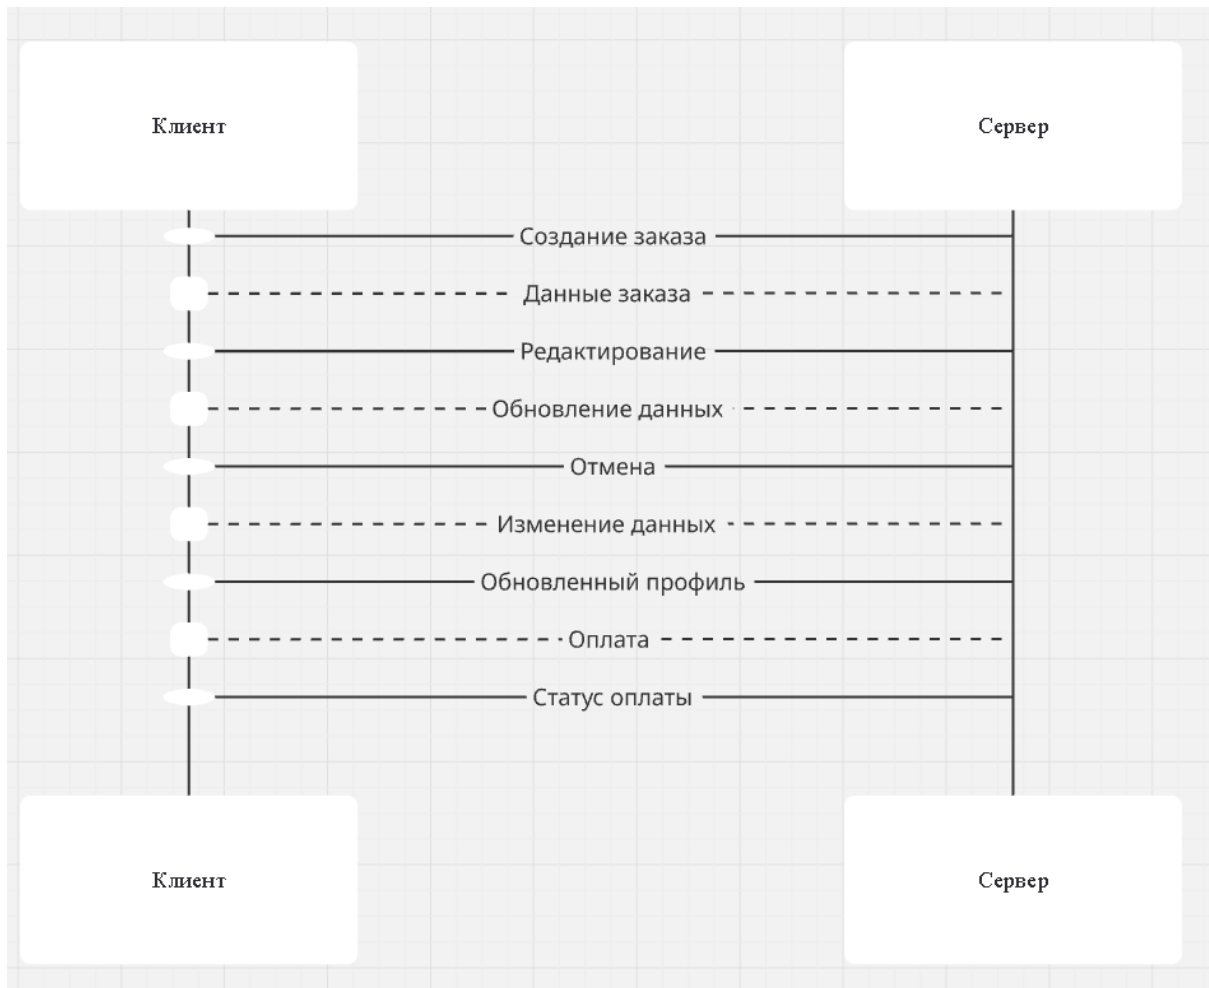 Клиент
Сервер
Создание заказа
Данные заказа
Редактирование
Обновление данных
Отмена
Изменение данных
Обновленный профиль
Оплата
Статус оплаты
Клиент
Сервер